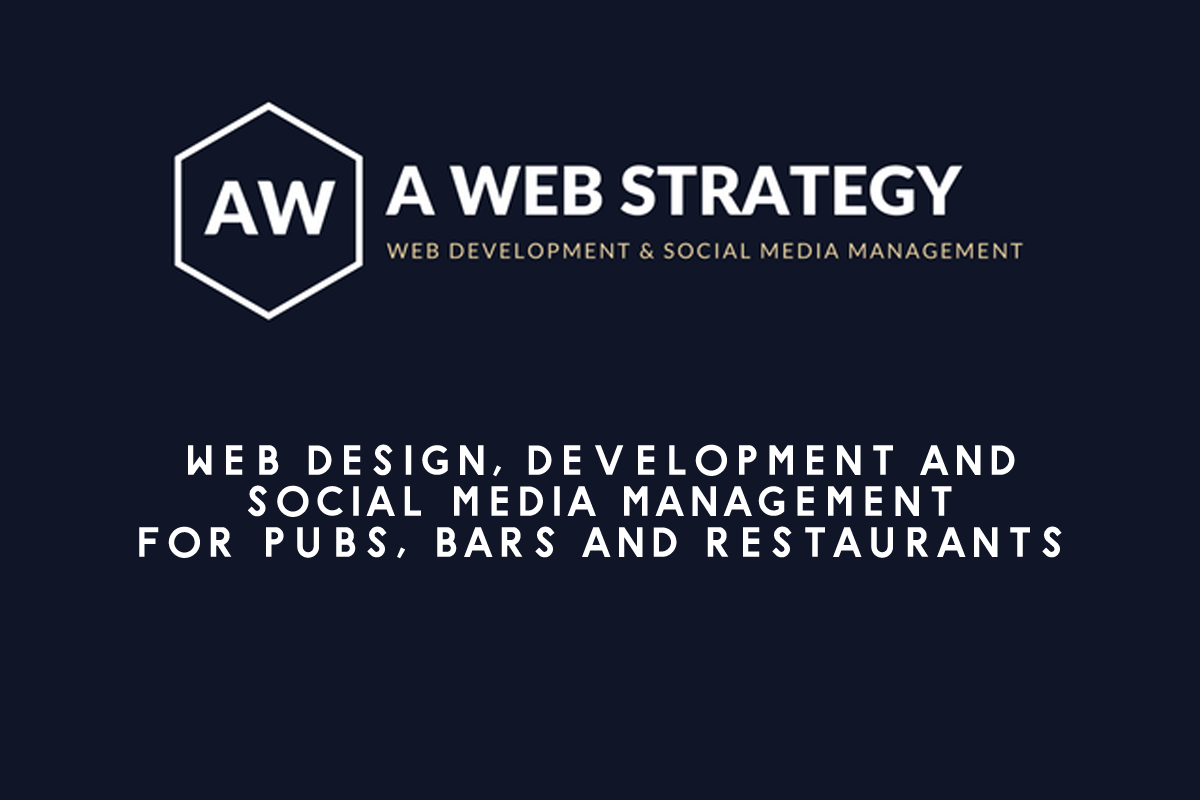 AW
A WEB STRATEGY
WEB DEVELOPMENT & SOCIAL MEDIA MANAGEMENT
WEB DESIGN, DEVELOPMENT AND
SOCIAL MEDIA MANAGEMENT
FOR PUBS, BARS AND RESTAURANTS